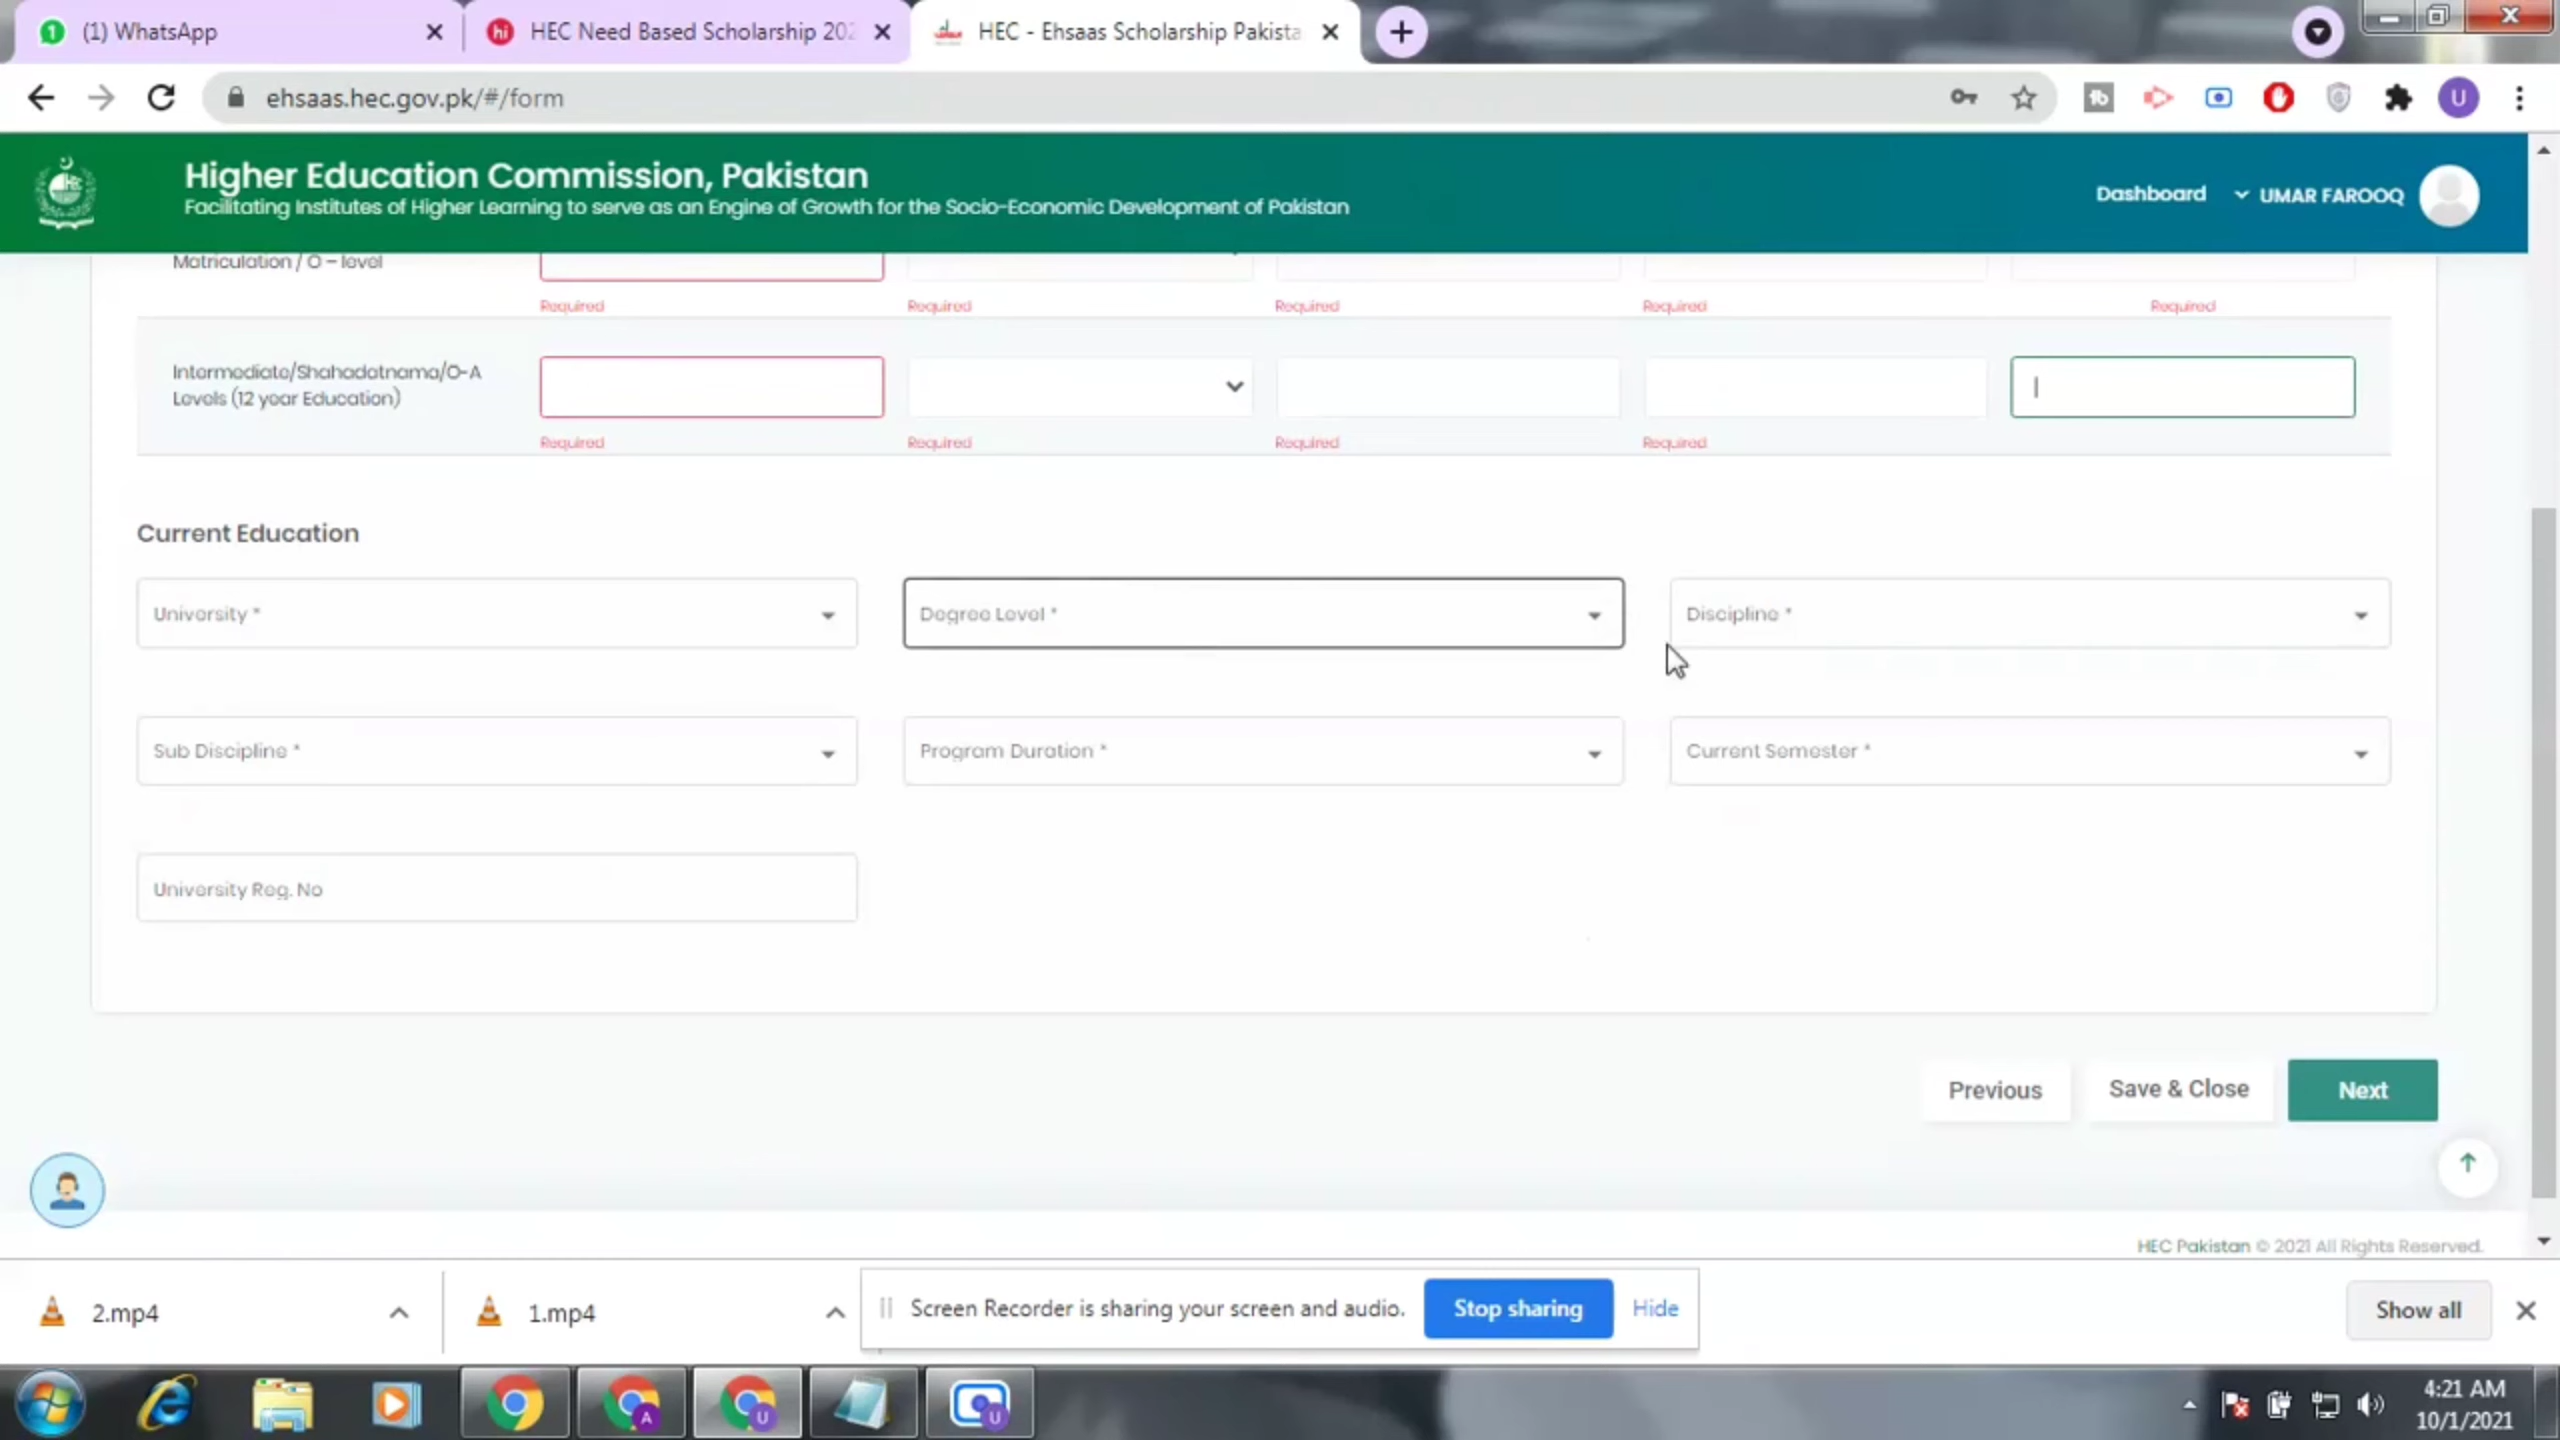 (1) WhatsApp
HEC Need Based Scholarship 202
HEC - Ehsaas Scholarship Pakista
ehsaas.hec.gov.pk/#/form
U
Higher Education Commission, Pakistan
Facilitating Institutes of Higher Learning to serve as an Engine of Growth for the Socio-Economic Development of Pakistan
Dashboard
UMAR FAROOQ
Matriculation / O – level
Required Required Required Required Required
Intermediate/Shahadatnama/O-A
Levels (12 year Education)
Required Required Required Required
Current Education
University *
Degree Level *
Discipline *
Sub Discipline *
Program Duration *
Current Semester *
University Reg. No
Previous
Save & Close
Next
HEC Pakistan © 2021 All Rights Reserved.
2.mp4
1.mp4
Screen Recorder is sharing your screen and audio.
Stop sharing
Hide
Show all
A
U
U
4:21 AM
10/1/2021